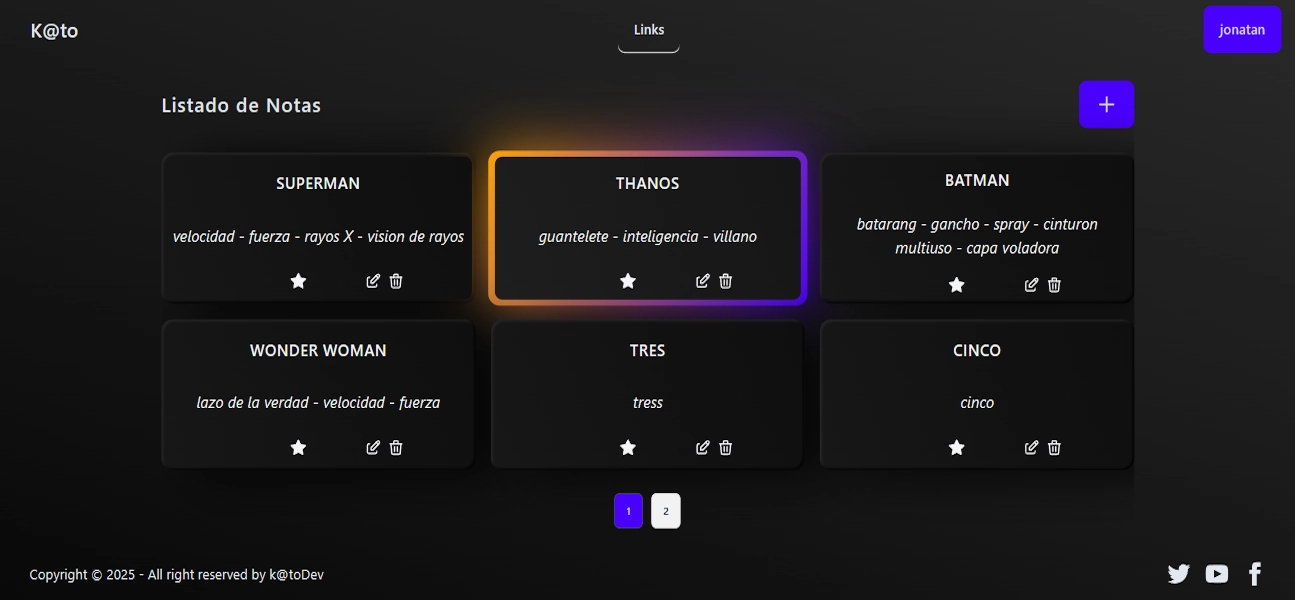 K@to
Links
jonatan
Listado de Notas
+
SUPERMAN
velocidad - fuerza - rayos X - vision de rayos
THANOS
guantelete - inteligencia - villano
BATMAN
batarang - gancho - spray - cinturon
multiuso - capa voladora
WONDER WOMAN
lazo de la verdad - velocidad - fuerza
TRES
tress
CINCO
cinco
1
2
Copyright © 2025 - All right reserved by k@toDev